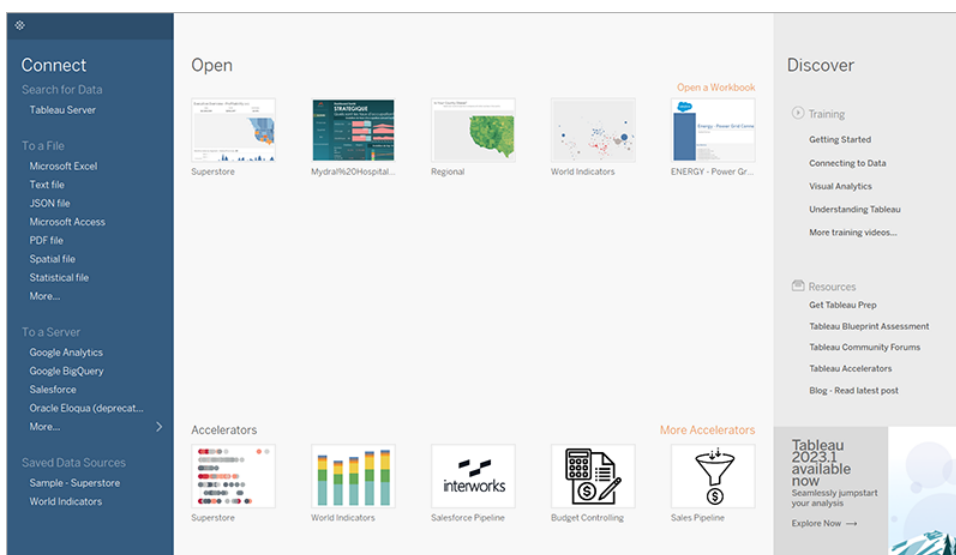 Connect
Search for Data
Tableau Server
To a File
Microsoft Excel
Text file
JSON file
Microsoft Access
PDF file
Spatial file
Statistical file
More...
To a Server
Google Analytics
Google BigQuery
Salesforce
Oracle Eloqua (deprecat...
More...
Saved Data Sources
Sample - Superstore
World Indicators
Open
Open a Workbook
STRATEGIQUE
Superstore
Mydral%20Hospital...
Regional
World Indicators
ENERGY - Power Gr...
Accelerators
More Accelerators
interworks
Superstore
World Indicators
Salesforce Pipeline
Budget Controlling
Sales Pipeline
Discover
Training
Getting Started
Connecting to Data
Visual Analytics
Understanding Tableau
More training videos...
Resources
Get Tableau Prep
Tableau Blueprint Assessment
Tableau Community Forums
Tableau Accelerators
Blog - Read latest post
Tableau
2023.1
available
now
Seamlessly jumpstart
your analysis
Explore Now →